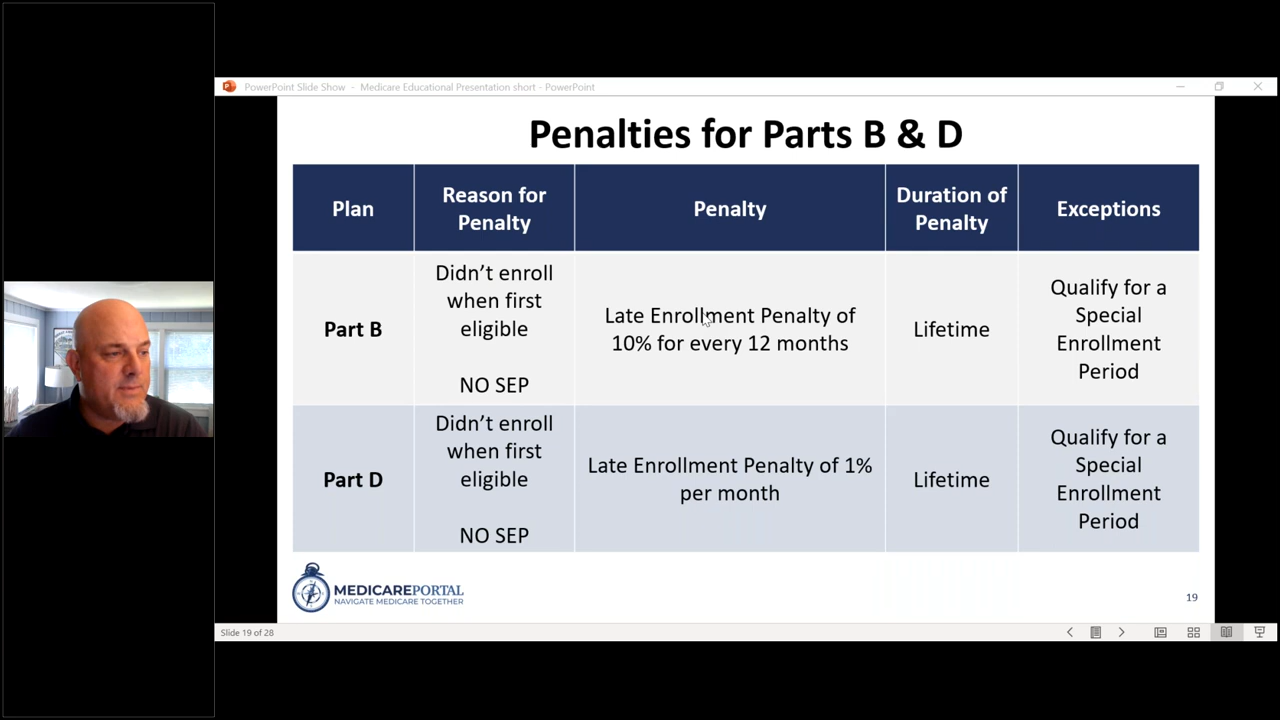 PowerPoint Slide Show - Medicare Educational Presentation short - PowerPoint
Penalties for Parts B & D
Plan
Reason for
Penalty
Penalty
Duration of
Penalty
Exceptions
Part B
Didn’t enroll
when first
eligible
NO SEP
Late Enrollment Penalty of
10% for every 12 months
Lifetime
Qualify for a
Special
Enrollment
Period
Part D
Didn’t enroll
when first
eligible
NO SEP
Late Enrollment Penalty of 1%
per month
Lifetime
Qualify for a
Special
Enrollment
Period
MEDICAREPORTAL
NAVIGATE MEDICARE TOGETHER
19
Slide 19 of 28